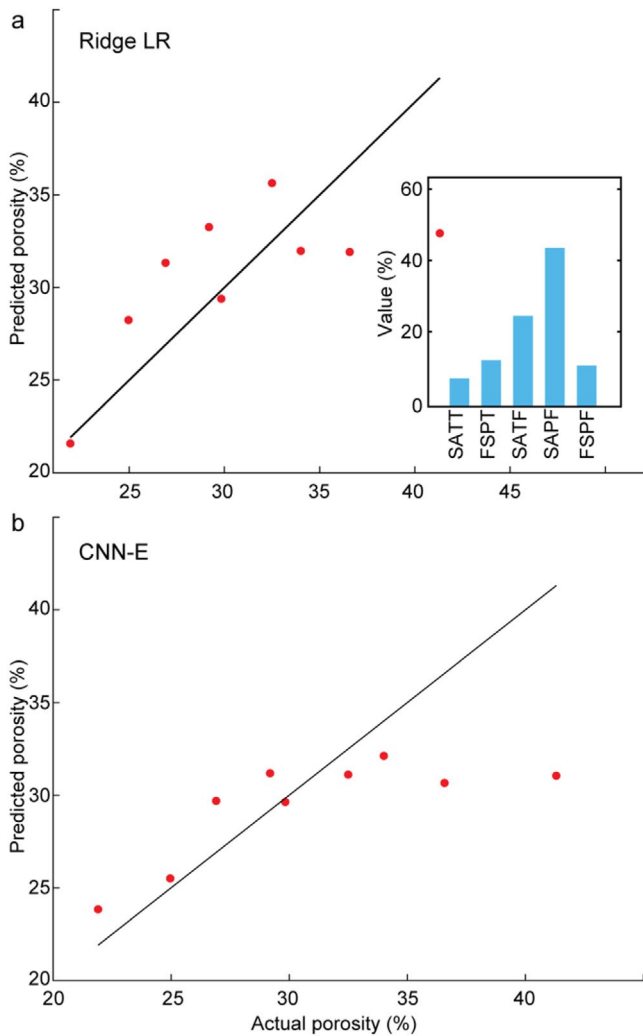 a
Ridge LR
Predicted porosity (%)
40
35
30
25
20
25
30
35
40
45
Value (%)
60
40
20
0
SATT
FSPT
SATF
SAPF
FSPF
b
CNN-E
Predicted porosity (%)
40
35
30
25
20
20
25
30
35
40
Actual porosity (%)